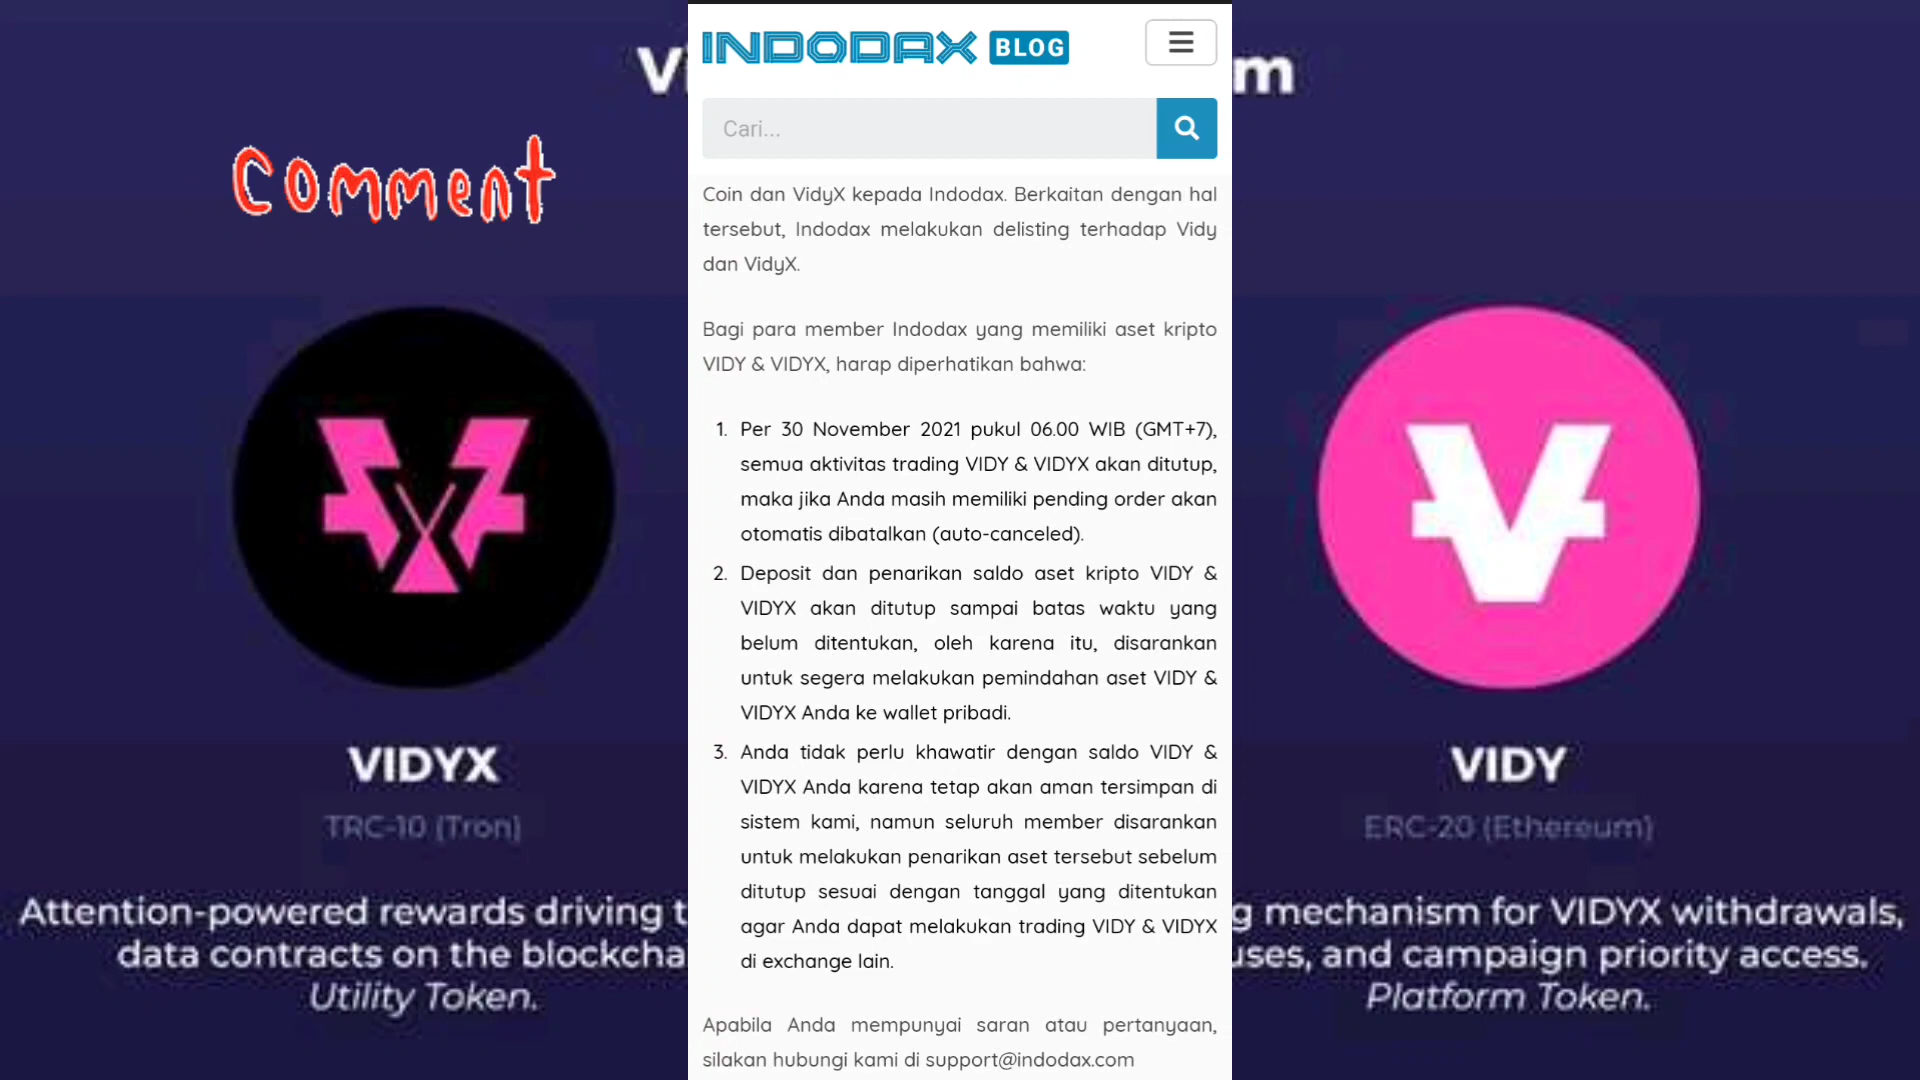 Vi
m
INDODAX BLOG
Cari...
comment
Coin dan VidyX kepada Indodax. Berkaitan dengan hal
tersebut, Indodax melakukan delisting terhadap Vidy
dan VidyX.
Bagi para member Indodax yang memiliki aset kripto
VIDY & VIDYX, harap diperhatikan bahwa:
1. Per 30 November 2021 pukul 06.00 WIB (GMT+7),
semua aktivitas trading VIDY & VIDYX akan ditutup,
maka jika Anda masih memiliki pending order akan
otomatis dibatalkan (auto-canceled).
2. Deposit dan penarikan saldo aset kripto VIDY &
VIDYX akan ditutup sampai batas waktu yang
belum ditentukan, oleh karena itu, disarankan
untuk segera melakukan pemindahan aset VIDY &
VIDYX Anda ke wallet pribadi.
3. Anda tidak perlu khawatir dengan saldo VIDY &
VIDYX Anda karena tetap akan aman tersimpan di
sistem kami, namun seluruh member disarankan
untuk melakukan penarikan aset tersebut sebelum
ditutup sesuai dengan tanggal yang ditentukan
agar Anda dapat melakukan trading VIDY & VIDYX
di exchange lain.
Apabila Anda mempunyai saran atau pertanyaan,
silakan hubungi kami di support@indodax.com
VIDYX
TRC-10 (Tron)
Attention-powered rewards driving t
data contracts on the blockcha
Utility Token.
VIDY
ERC-20 (Ethereum)
g mechanism for VIDYX withdrawals,
uses, and campaign priority access.
Platform Token.